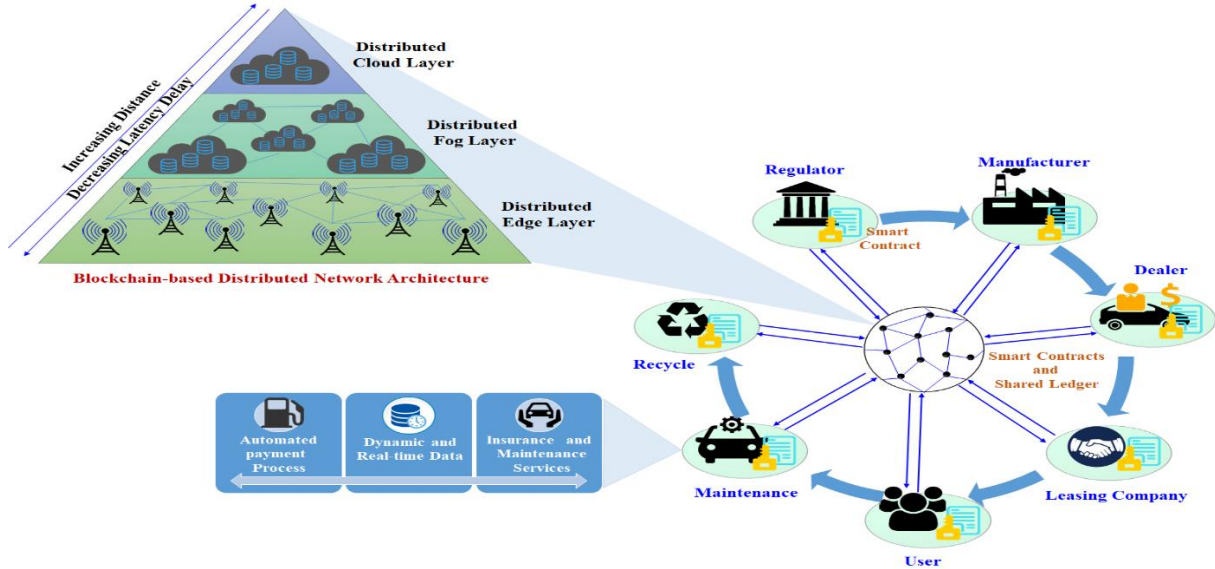 Increasing Distance
Decreasing Latency Delay
Distributed
Cloud Layer
Distributed
Fog Layer
Distributed
Edge Layer
Blockchain-based Distributed Network Architecture
Regulator
Manufacturer
Smart
Contract
Dealer
Smart Contracts
and
Shared Ledger
Recycle
Leasing Company
Maintenance
User
Automated
payment
Process
Dynamic and
Real-time Data
Insurance and
Maintenance
Services
$